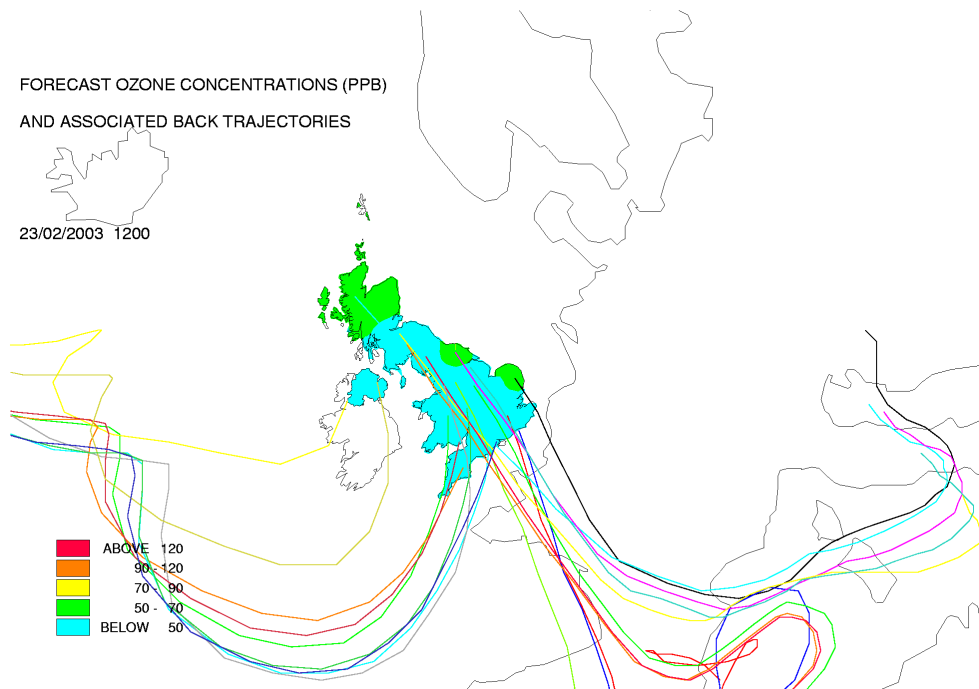 FORECAST OZONE CONCENTRATIONS (PPB)
AND ASSOCIATED BACK TRAJECTORIES
23/02/2003 1200
ABOVE 120
90 - 120
70 - 90
50 - 70
BELOW 50